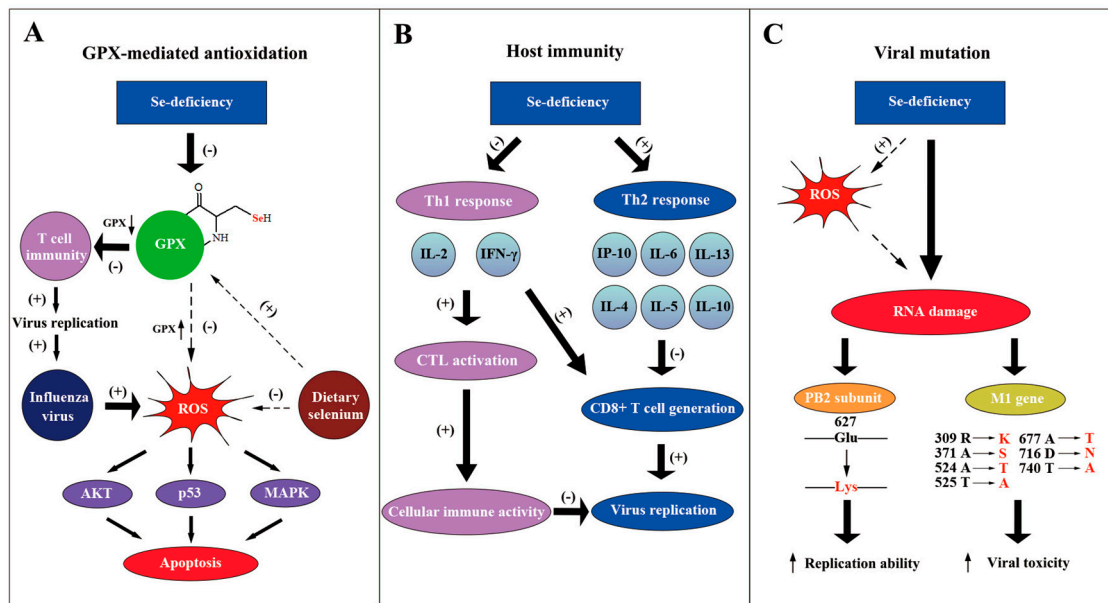 A
GPX-mediated antioxidation
Se-deficiency
(-)
O
SeH
NH
GPX
GPX
(-)
T cell
immunity
(+)
Virus replication
(+)
GPX
(-)
(+)
Influenza
virus
(+)
ROS
(-)
Dietary
selenium
AKT
p53
MAPK
Apoptosis
B
Host immunity
Se-deficiency
(-)
(+)
Th1 response
Th2 response
IL-2
IFN-γ
IP-10
IL-6
IL-13
IL-4
IL-5
IL-10
(+)
(+)
(-)
CTL activation
CD8+ T cell generation
(+)
(+)
Cellular immune activity
(-)
Virus replication
C
Viral mutation
Se-deficiency
(+)
ROS
RNA damage
PB2 subunit
627
Glu
Lys
Replication ability
M1 gene
309 R K 677 A T
371 A S 716 D N
524 A T 740 T A
525 T A
Viral toxicity